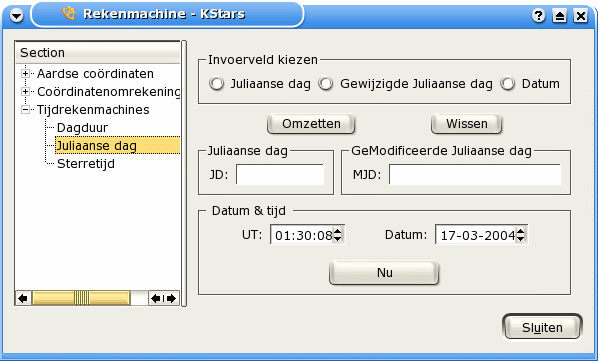 Rekenmachine - KStars
Section
Aardse coördinaten
Coördinatenomrekening
Tijdrekenmachines
Dagduur
Juliaanse dag
Sterretijd
Invoerveld kiezen
Juliaanse dag Gewijzigde Juliaanse dag Datum
Omzetten Wissen
Juliaanse dag
JD:
GeModificeerde Juliaanse dag
MJD:
Datum & tijd
UT: 01:30:08 Datum: 17-03-2004
Nu
Sluiten